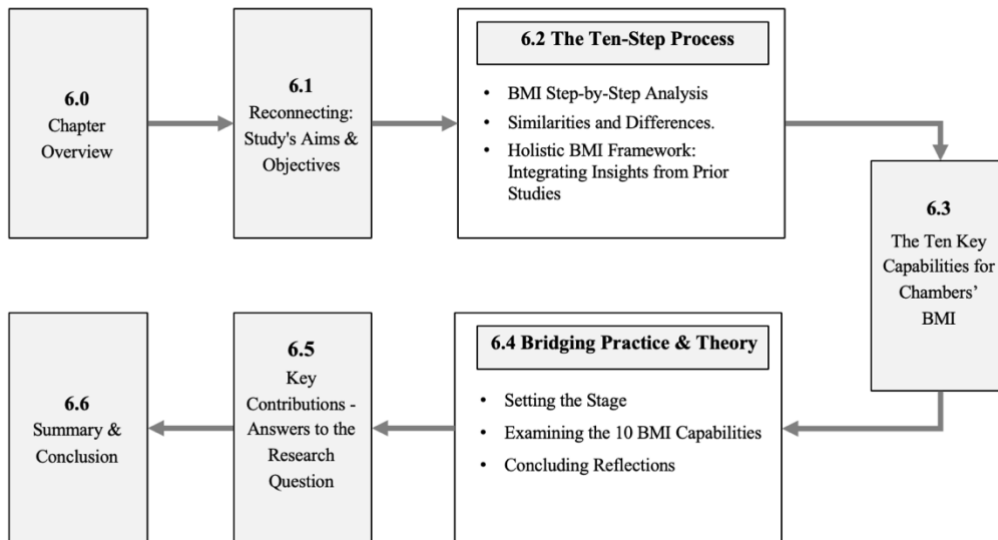 6.0
Chapter
Overview
6.1
Reconnecting:
Study's Aims &
Objectives
6.2 The Ten-Step Process
• BMI Step-by-Step Analysis
• Similarities and Differences.
• Holistic BMI Framework:
Integrating Insights from Prior
Studies
6.3
The Ten Key
Capabilities for
Chambers’
BMI
6.4 Bridging Practice & Theory
• Setting the Stage
• Examining the 10 BMI Capabilities
• Concluding Reflections
6.5
Key
Contributions -
Answers to the
Research
Question
6.6
Summary &
Conclusion